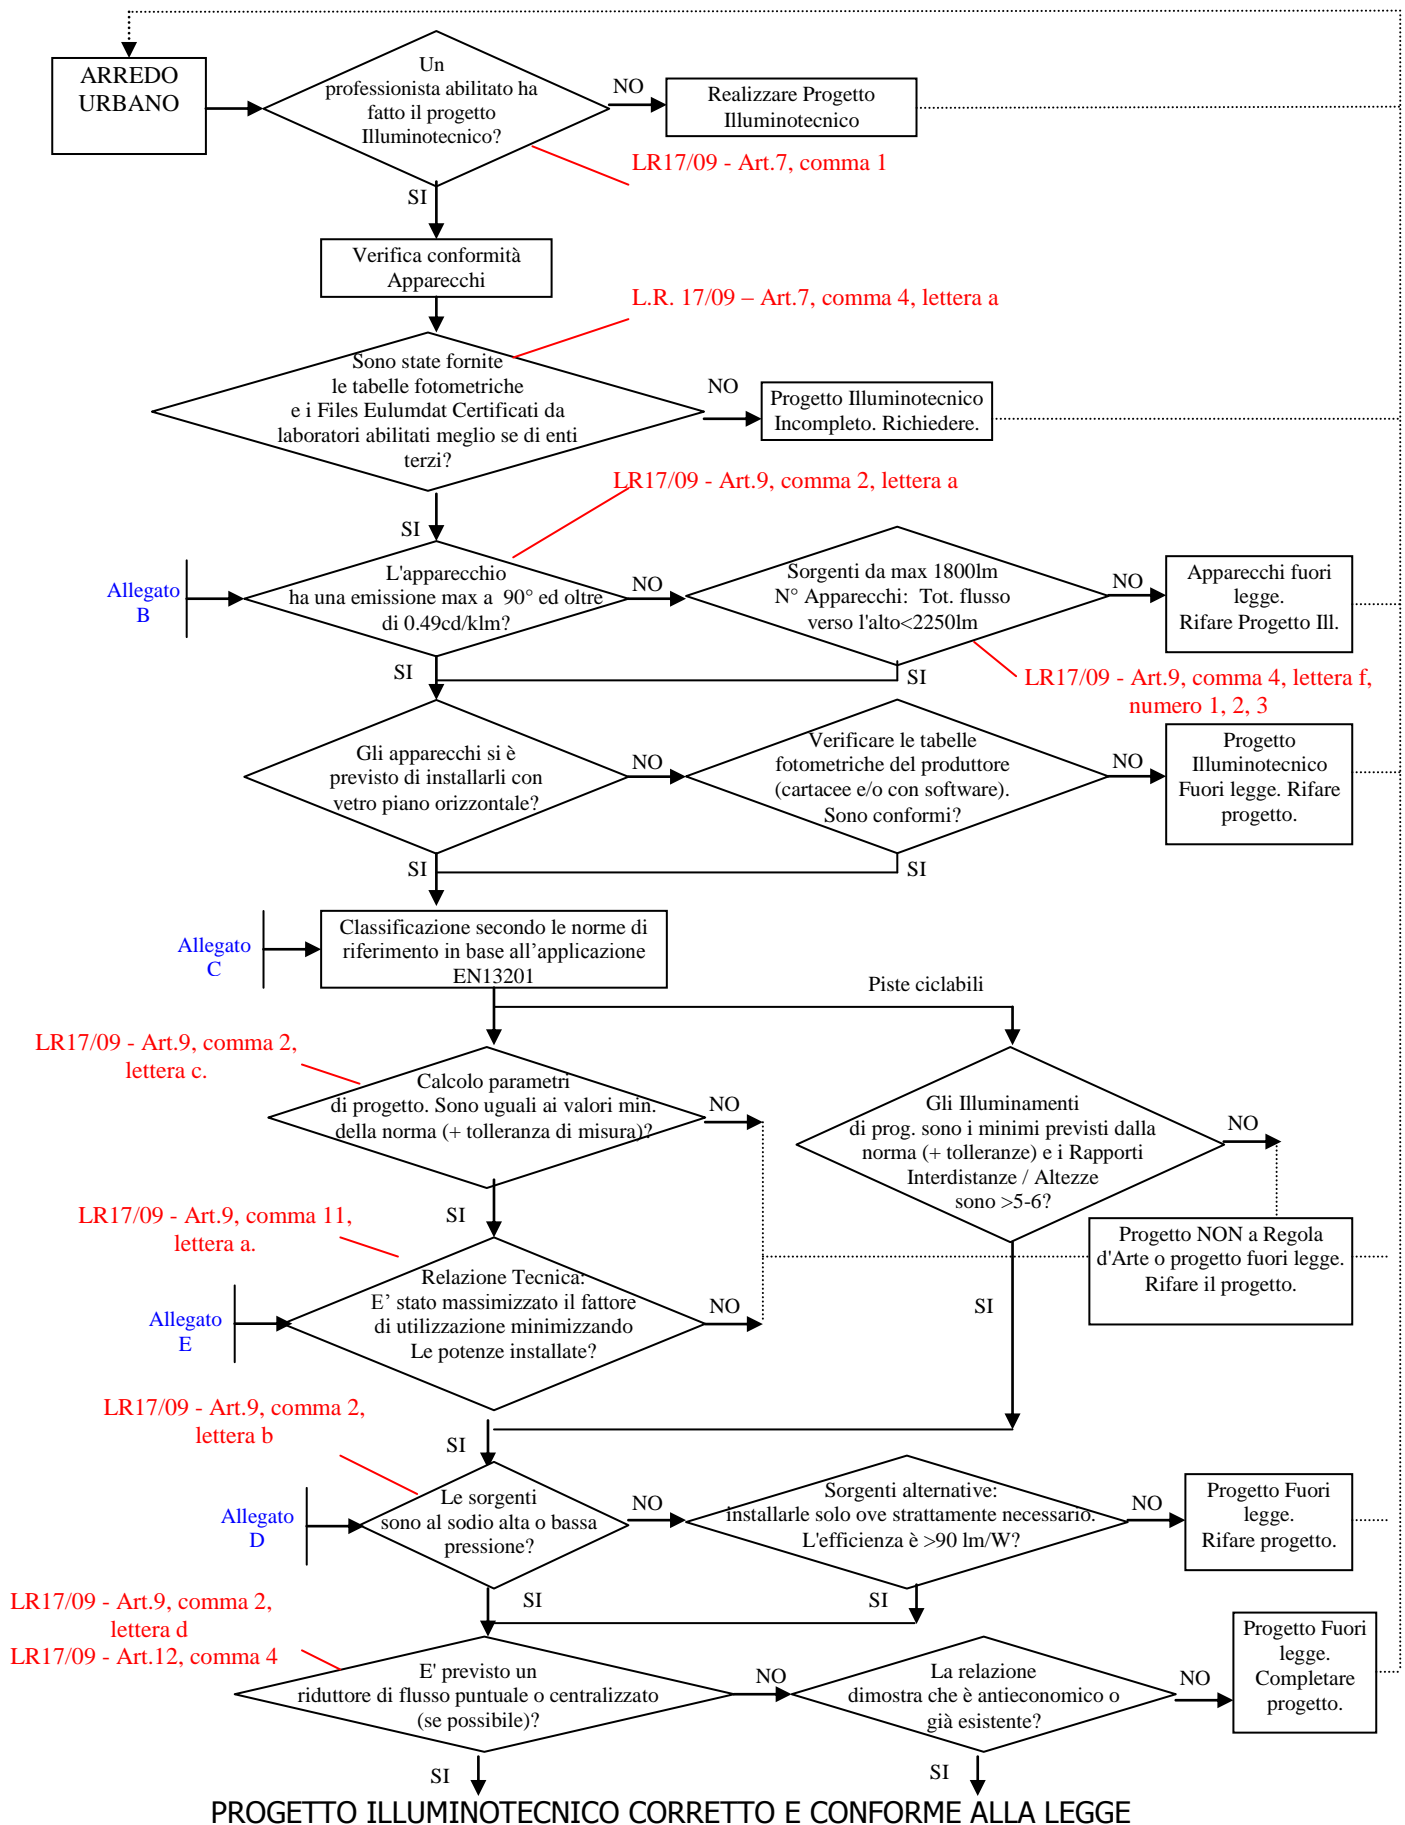 ARREDO
URBANO
Un
professionista abilitato ha
fatto il progetto
Illuminotecnico?
NO
Realizzare Progetto
Illuminotecnico
LR17/09 - Art.7, comma 1
SI
Verifica conformità
Apparecchi
L.R. 17/09 – Art.7, comma 4, lettera a
Sono state fornite
le tabelle fotometriche
e i Files Eulumdat Certificati da
laboratori abilitati meglio se di enti
terzi?
NO
Progetto Illuminotecnico
Incompleto. Richiedere.
LR17/09 - Art.9, comma 2, lettera a
SI
Allegato
B
L'apparecchio
ha una emissione max a 90° ed oltre
di 0.49cd/klm?
NO
Sorgenti da max 1800lm
N° Apparecchi: Tot. flusso
verso l'alto<2250lm
NO
Apparecchi fuori
legge.
Rifare Progetto Ill.
SI
SI
LR17/09 - Art.9, comma 4, lettera f,
numero 1, 2, 3
Gli apparecchi si è
previsto di installarli con
vetro piano orizzontale?
NO
Verificare le tabelle
fotometriche del produttore
(cartacee e/o con software).
Sono conformi?
NO
Progetto
Illuminotecnico
Fuori legge. Rifare
progetto.
SI
SI
Allegato
C
Classificazione secondo le norme di
riferimento in base all’applicazione
EN13201
Piste ciclabili
LR17/09 - Art.9, comma 2,
lettera c.
Calcolo parametri
di progetto. Sono uguali ai valori min.
della norma (+ tolleranza di misura)?
NO
Gli Illuminamenti
di prog. sono i minimi previsti dalla
norma (+ tolleranze) e i Rapporti
Interdistanze / Altezze
sono >5-6?
NO
SI
LR17/09 - Art.9, comma 11,
lettera a.
Progetto NON a Regola
d'Arte o progetto fuori legge.
Rifare il progetto.
Allegato
E
Relazione Tecnica:
E’ stato massimizzato il fattore
di utilizzazione minimizzando
Le potenze installate?
NO
SI
LR17/09 - Art.9, comma 2,
lettera b
SI
Allegato
D
Le sorgenti
sono al sodio alta o bassa
pressione?
NO
Sorgenti alternative:
installarle solo ove strattamente necessario.
L'efficienza è >90 lm/W?
NO
Progetto Fuori
legge.
Rifare progetto.
SI
SI
LR17/09 - Art.9, comma 2,
lettera d
LR17/09 - Art.12, comma 4
E' previsto un
riduttore di flusso puntuale o centralizzato
(se possibile)?
NO
La relazione
dimostra che è antieconomico o
già esistente?
NO
Progetto Fuori
legge.
Completare
progetto.
SI
SI
PROGETTO ILLUMINOTECNICO CORRETTO E CONFORME ALLA LEGGE